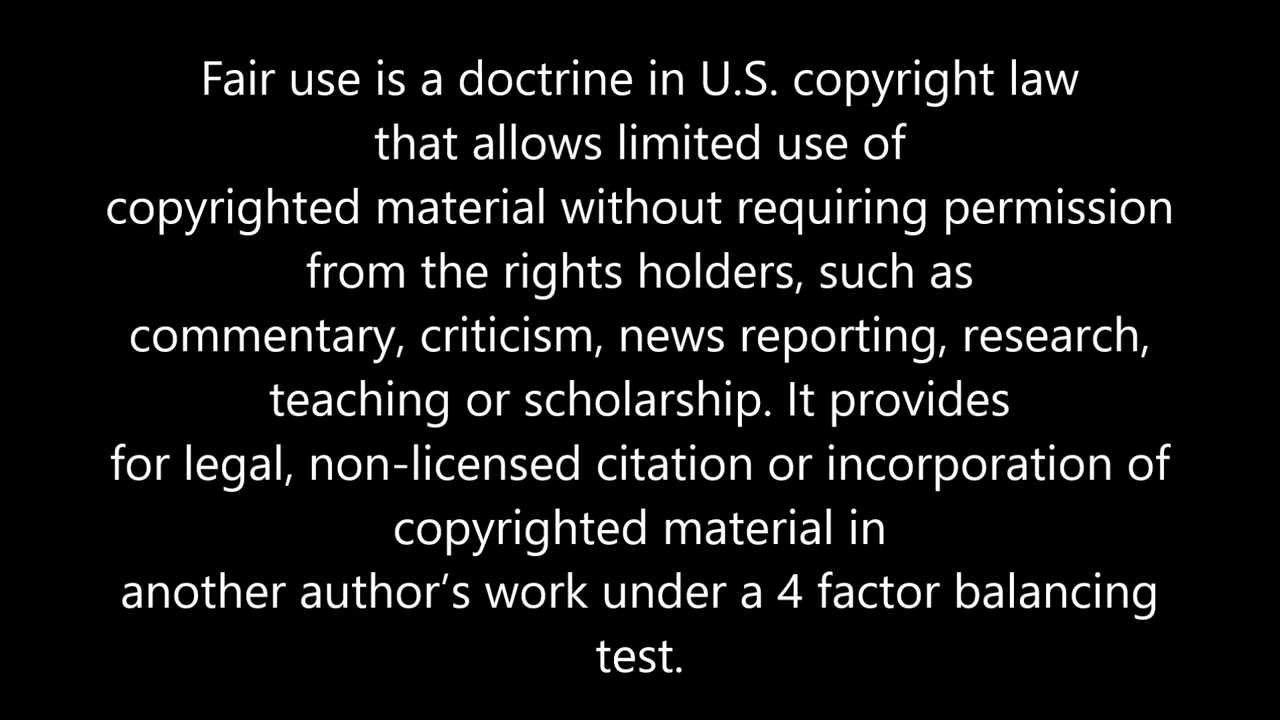 Fair use is a doctrine in U.S. copyright law
that allows limited use of
copyrighted material without requiring permission
from the rights holders, such as
commentary, criticism, news reporting, research,
teaching or scholarship. It provides
for legal, non-licensed citation or incorporation of
copyrighted material in
another author’s work under a 4 factor balancing
test.